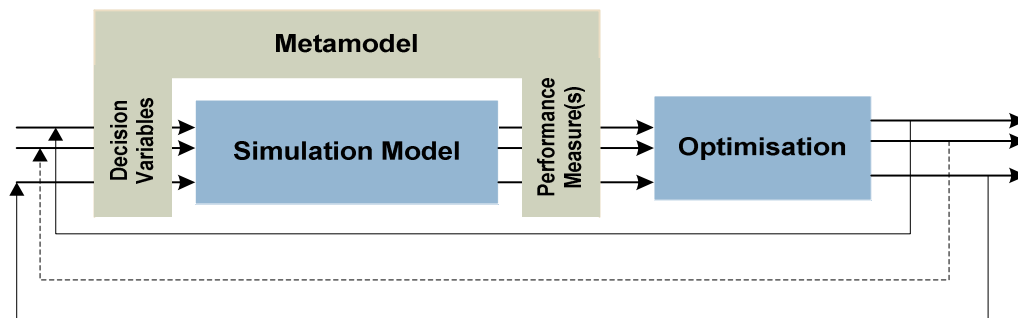 Metamodel
Decision
Variables
Simulation Model
Performance
Measure(s)
Optimisation